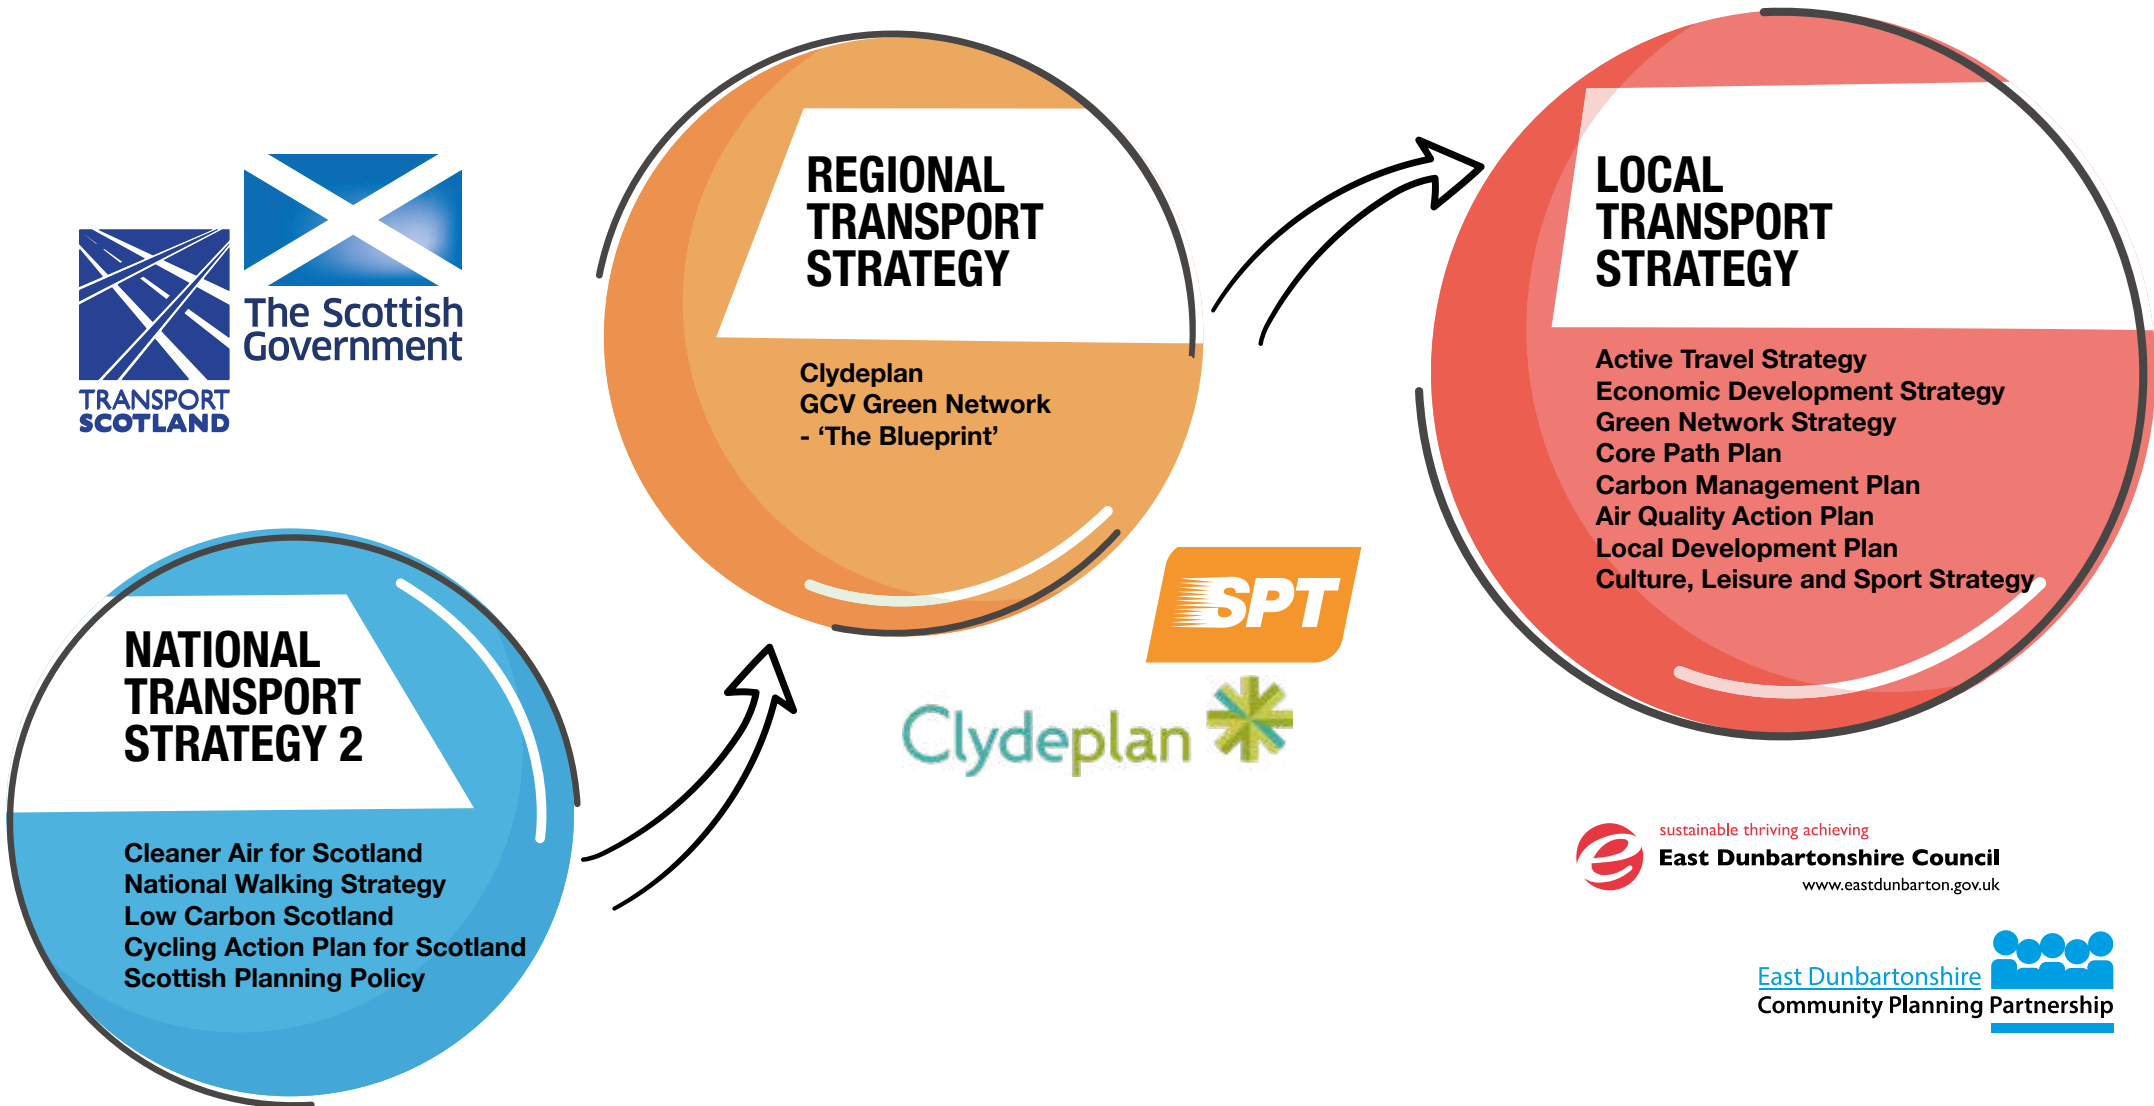 The Scottish
Government
TRANSPORT
SCOTLAND
NATIONAL
TRANSPORT
STRATEGY 2
Cleaner Air for Scotland
National Walking Strategy
Low Carbon Scotland
Cycling Action Plan for Scotland
Scottish Planning Policy
REGIONAL
TRANSPORT
STRATEGY
Clydeplan
GCV Green Network
- ‘The Blueprint’
SPT
Clydeplan
LOCAL
TRANSPORT
STRATEGY
Active Travel Strategy
Economic Development Strategy
Green Network Strategy
Core Path Plan
Carbon Management Plan
Air Quality Action Plan
Local Development Plan
Culture, Leisure and Sport Strategy
sustainable thriving achieving
East Dunbartonshire Council
www.eastdunbarton.gov.uk
East Dunbartonshire
Community Planning Partnership